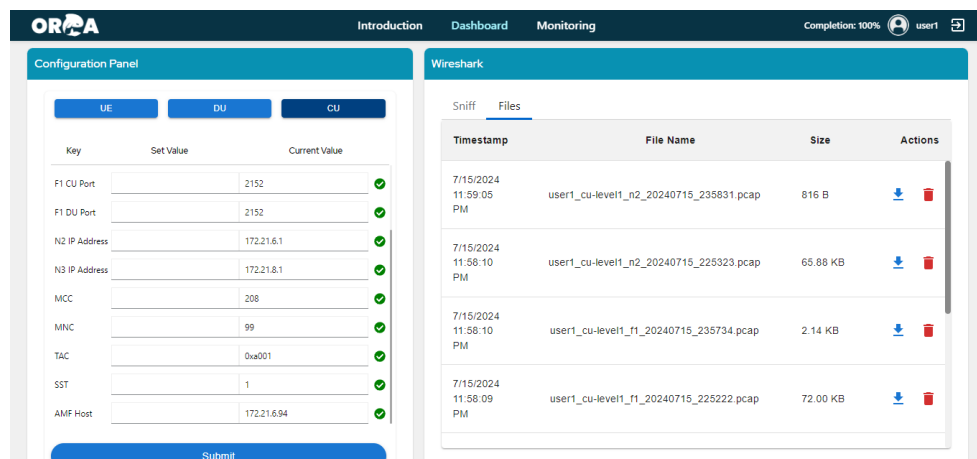 ORCA
Introduction Dashboard Monitoring
Completion: 100% user1
Configuration Panel
UE DU CU
Key Set Value Current Value
F1 CU Port 2152
F1 DU Port 2152
N2 IP Address 172.21.6.1
N3 IP Address 172.21.8.1
MCC 208
MNC 99
TAC 0xa001
SST 1
AMF Host 172.21.6.94
Submit
Wireshark
Sniff Files
Timestamp File Name Size Actions
7/15/2024
11:59:05
PM
user1_cu-level1_n2_20240715_235831.pcap 816 B
7/15/2024
11:58:10
PM
user1_cu-level1_n2_20240715_225323.pcap 65.88 KB
7/15/2024
11:58:10
PM
user1_cu-level1_f1_20240715_235734.pcap 2.14 KB
7/15/2024
11:58:09
PM
user1_cu-level1_f1_20240715_225222.pcap 72.00 KB